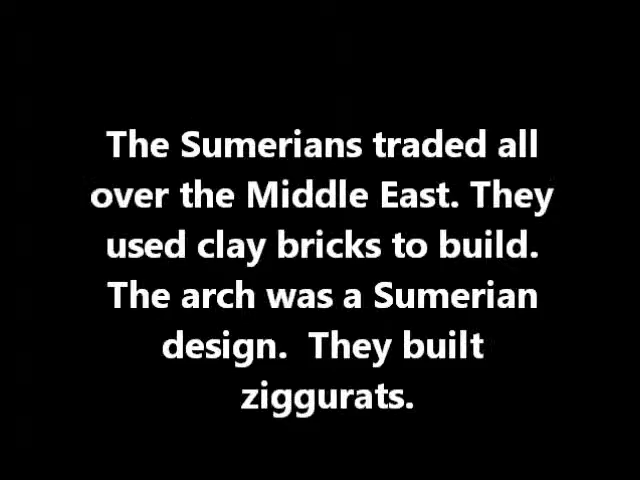 The Sumerians traded all
over the Middle East. They
used clay bricks to build.
The arch was a Sumerian
design.  They built
ziggurats.